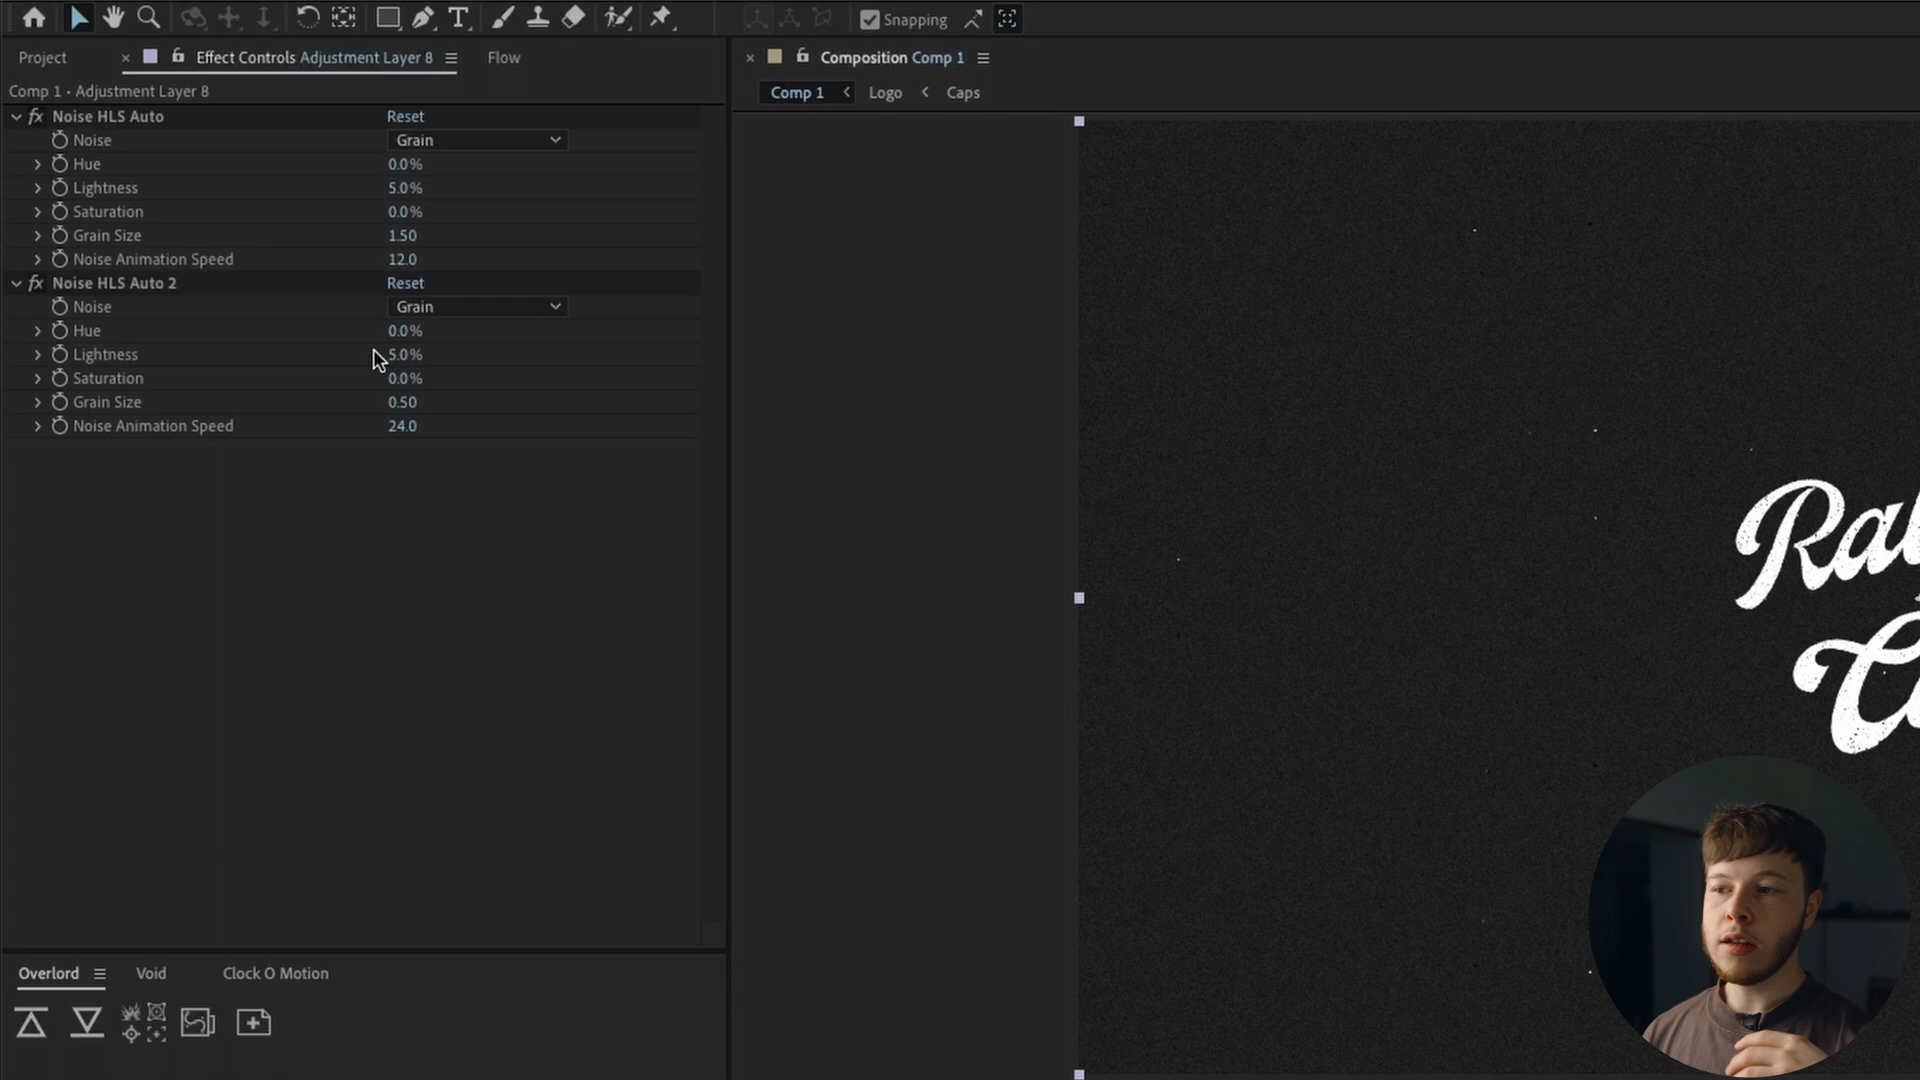 Snapping
Project
Effect Controls Adjustment Layer 8
Flow
Composition Comp 1
Comp 1 • Adjustment Layer 8
Comp 1
Logo
Caps
fx Noise HLS Auto Reset
Noise Grain
Hue 0.0%
Lightness 5.0%
Saturation 0.0%
Grain Size 1.50
Noise Animation Speed 12.0
fx Noise HLS Auto 2 Reset
Noise Grain
Hue 0.0%
Lightness 5.0%
Saturation 0.0%
Grain Size 0.50
Noise Animation Speed 24.0
Overlord Void Clock O Motion